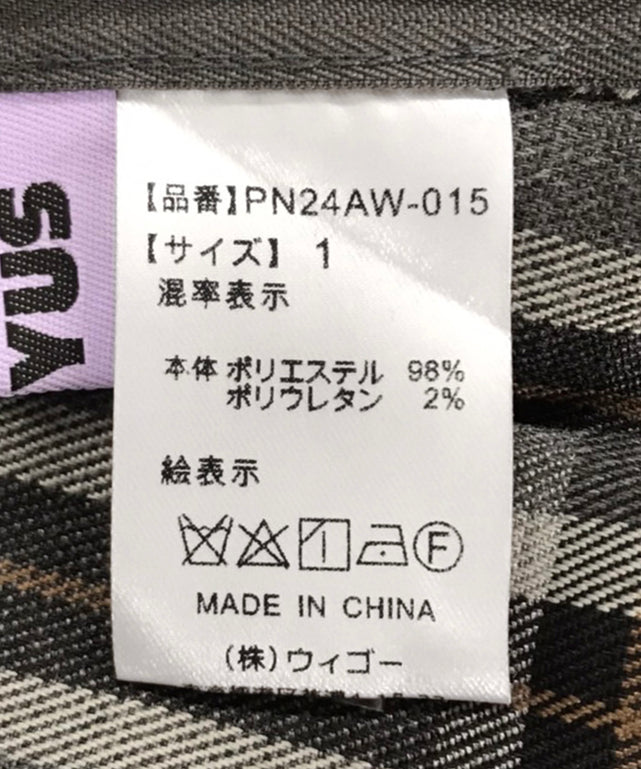 YUS
【品番】PN24AW-015
【サイズ】 1
混率表示
本体 ポリエステル 98%
ポリウレタン 2%
絵表示
F
MADE IN CHINA
(株)ウィゴー